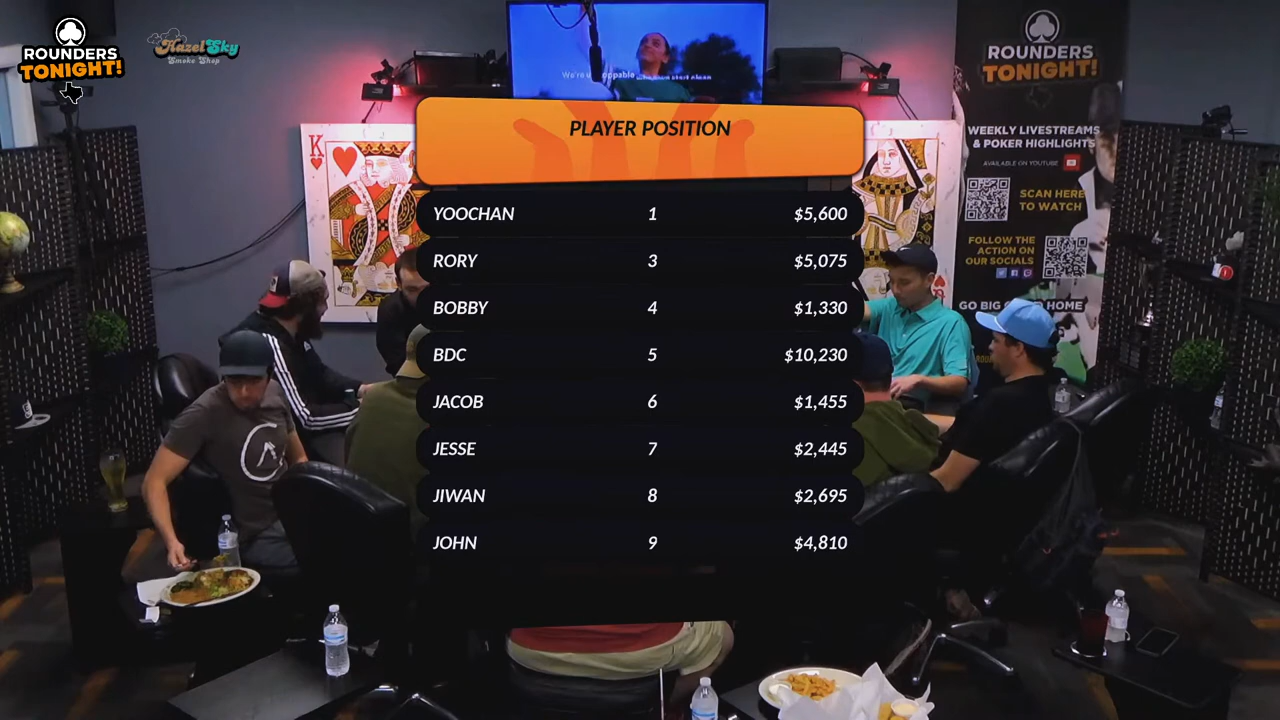 ROUNDERS
TONIGHT!
HazelSky
Smoke Shop
PLAYER POSITION
YOOCHAN 1 $5,600
RORY 3 $5,075
BOBBY 4 $1,330
BDC 5 $10,230
JACOB 6 $1,455
JESSE 7 $2,445
JIWAN 8 $2,695
JOHN 9 $4,810
K
ROUNDERS
TONIGHT!
WEEKLY LIVESTREAMS
& POKER HIGHLIGHTS
AVAILABLE ON YOUTUBE
SCAN HERE
TO WATCH
FOLLOW THE
ACTION ON
OUR SOCIALS
GO BIG HOME